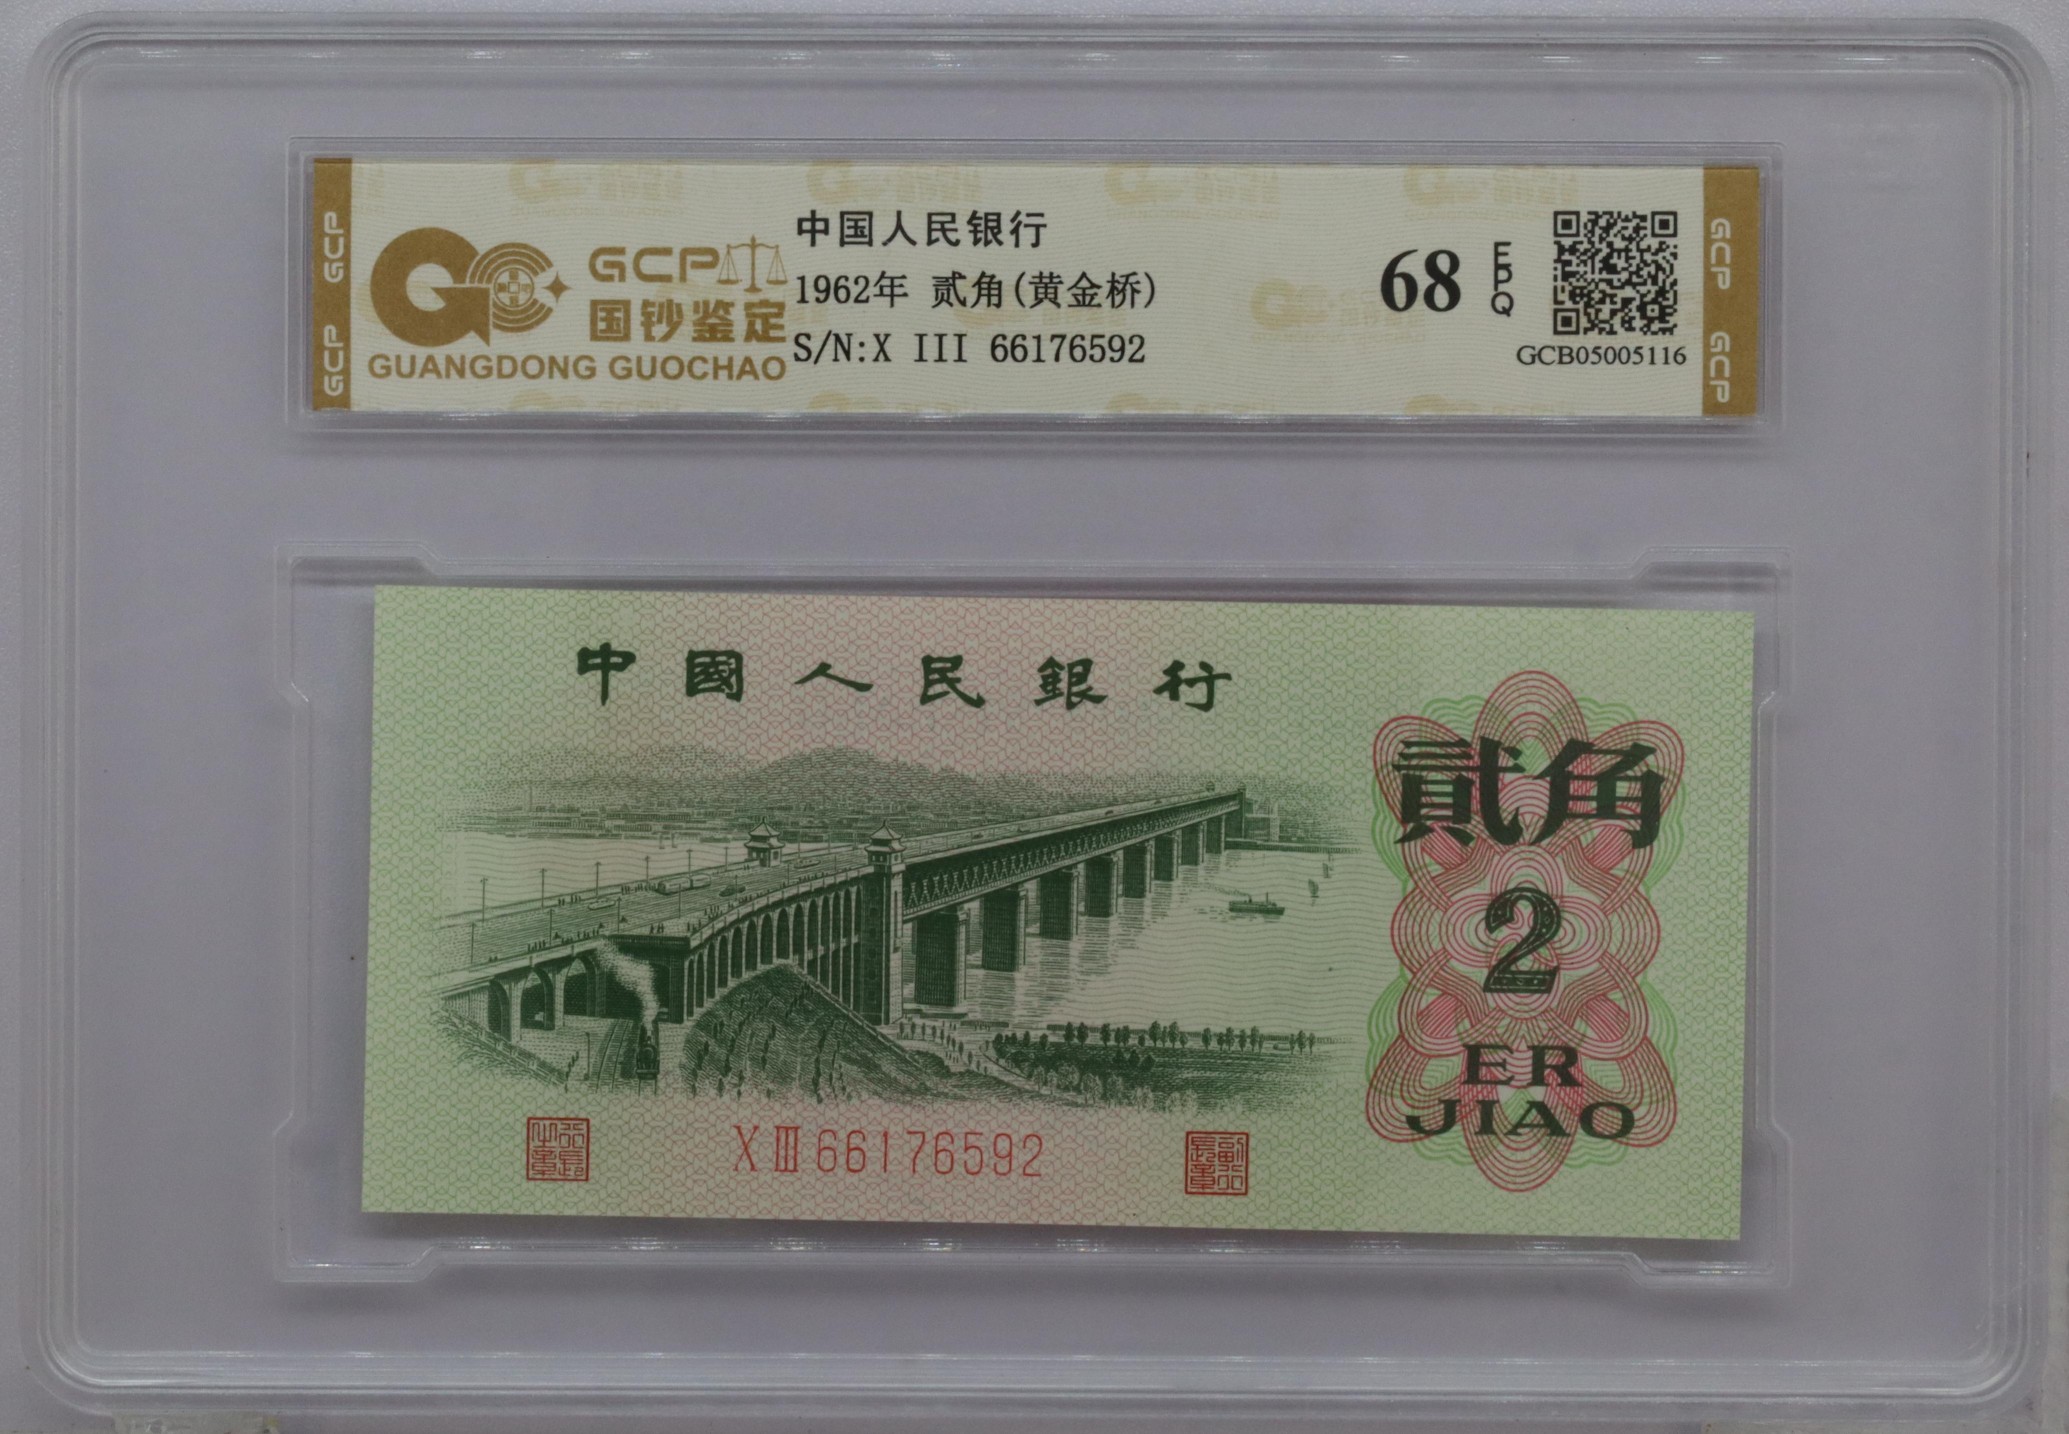 GCP
GCP
GCP
国钞鉴定
GUANGDONG GUOCHAO
中国人民银行
1962年 贰角(黄金桥)
S/N:X III 66176592
68
EPQ
GCB05005116
GCP
GCP
中國人民銀行
貳角
2
ER
JIAO
X III 66176592